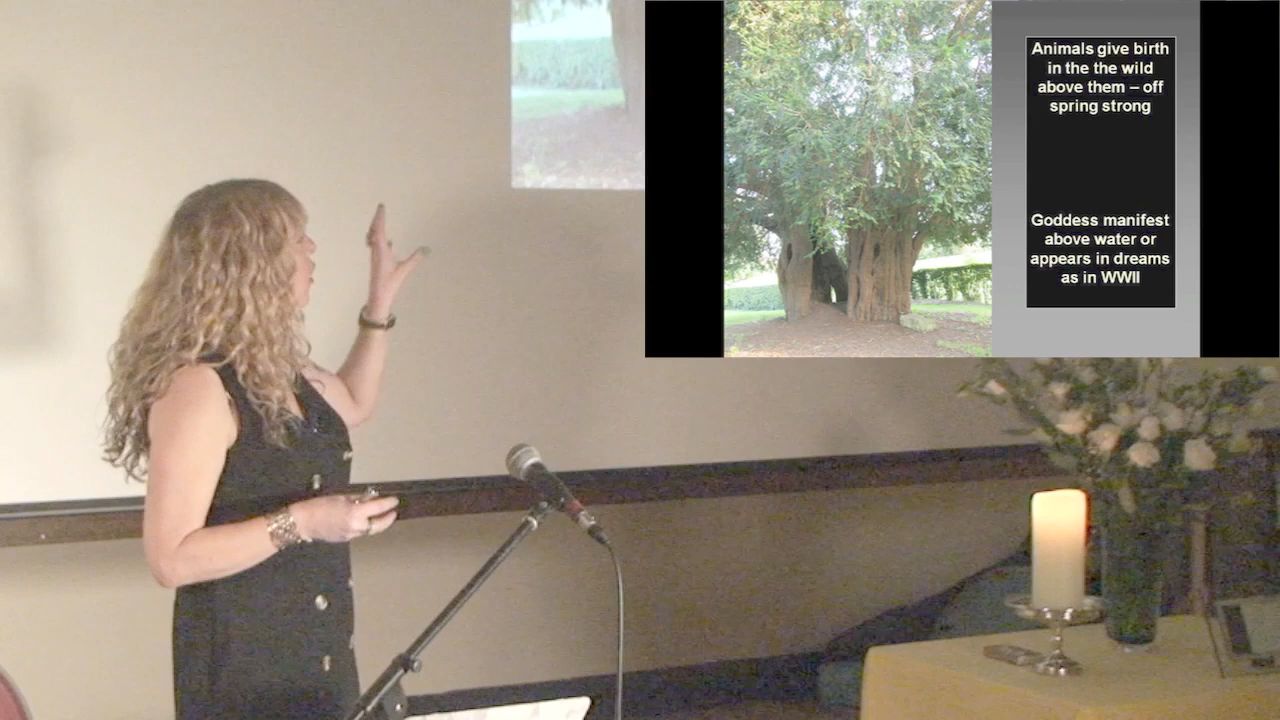 Animals give birth
in the the wild
above them – off
spring strong
Goddess manifest
above water or
appears in dreams
as in WWII